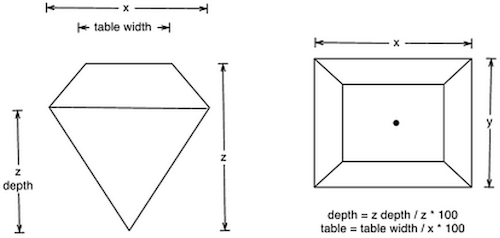 x
table width
z
depth
z
x
y
depth = z depth / z * 100
table = table width / x * 100